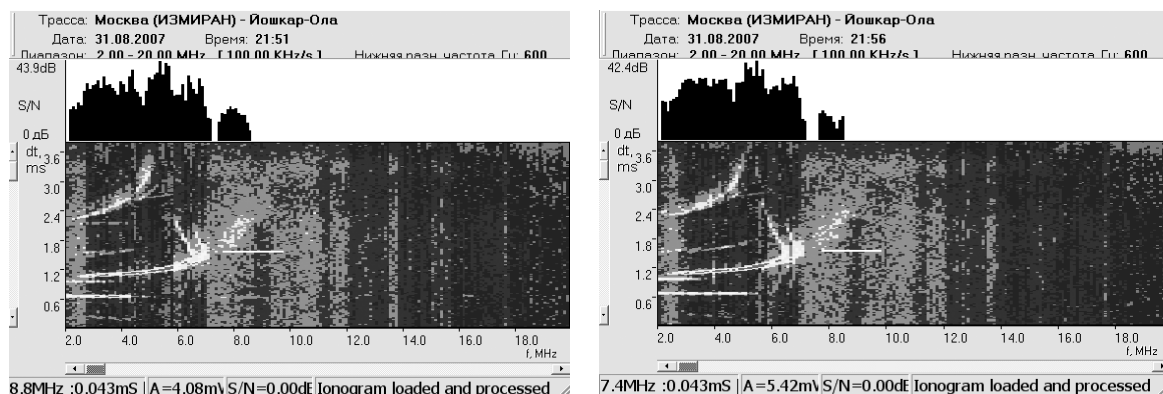 Трасса: Москва (ИЗМИРАН) - Йошкар-Ола
Дата: 31.08.2007 Время: 21:51
Диапазон: 2.00 - 20.00 MHz [ 100.00 KHz/s ] Нижняя разн. частота, Гц: 600
43.9dB
S/N
0 дБ
dt,
ms
3.6
3.0
2.4
1.8
1.2
0.6
2.0 4.0 6.0 8.0 10.0 12.0 14.0 16.0 18.0
f, MHz
8.8MHz :0.043mS A=4.08mV S/N=0.00dE Ionogram loaded and processed
Трасса: Москва (ИЗМИРАН) - Йошкар-Ола
Дата: 31.08.2007 Время: 21:56
Диапазон: 2.00 - 20.00 MHz [ 100.00 KHz/s ] Нижняя разн. частота, Гц: 600
42.4dB
S/N
0 дБ
dt,
ms
3.6
3.0
2.4
1.8
1.2
0.6
2.0 4.0 6.0 8.0 10.0 12.0 14.0 16.0 18.0
f, MHz
7.4MHz :0.043mS A=5.42mV S/N=0.00dE Ionogram loaded and processed